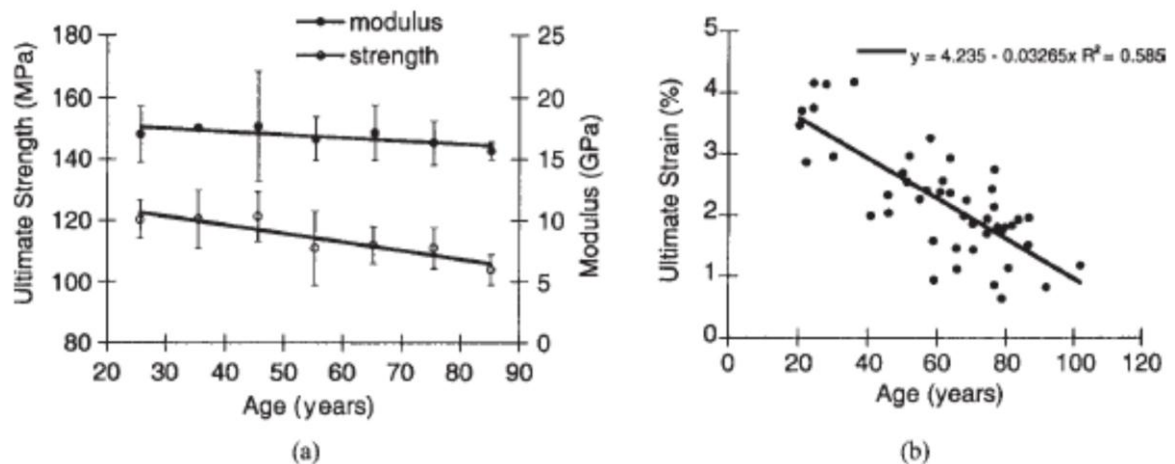 modulus
strength
Ultimate Strength (MPa)
180
160
140
120
100
80
Modulus (GPa)
25
20
15
10
5
0
20 30 40 50 60 70 80 90
Age (years)
(a)
y = 4.235 - 0.03265x R² = 0.585
Ultimate Strain (%)
5
4
3
2
1
0
0 20 40 60 80 100 120
Age (years)
(b)